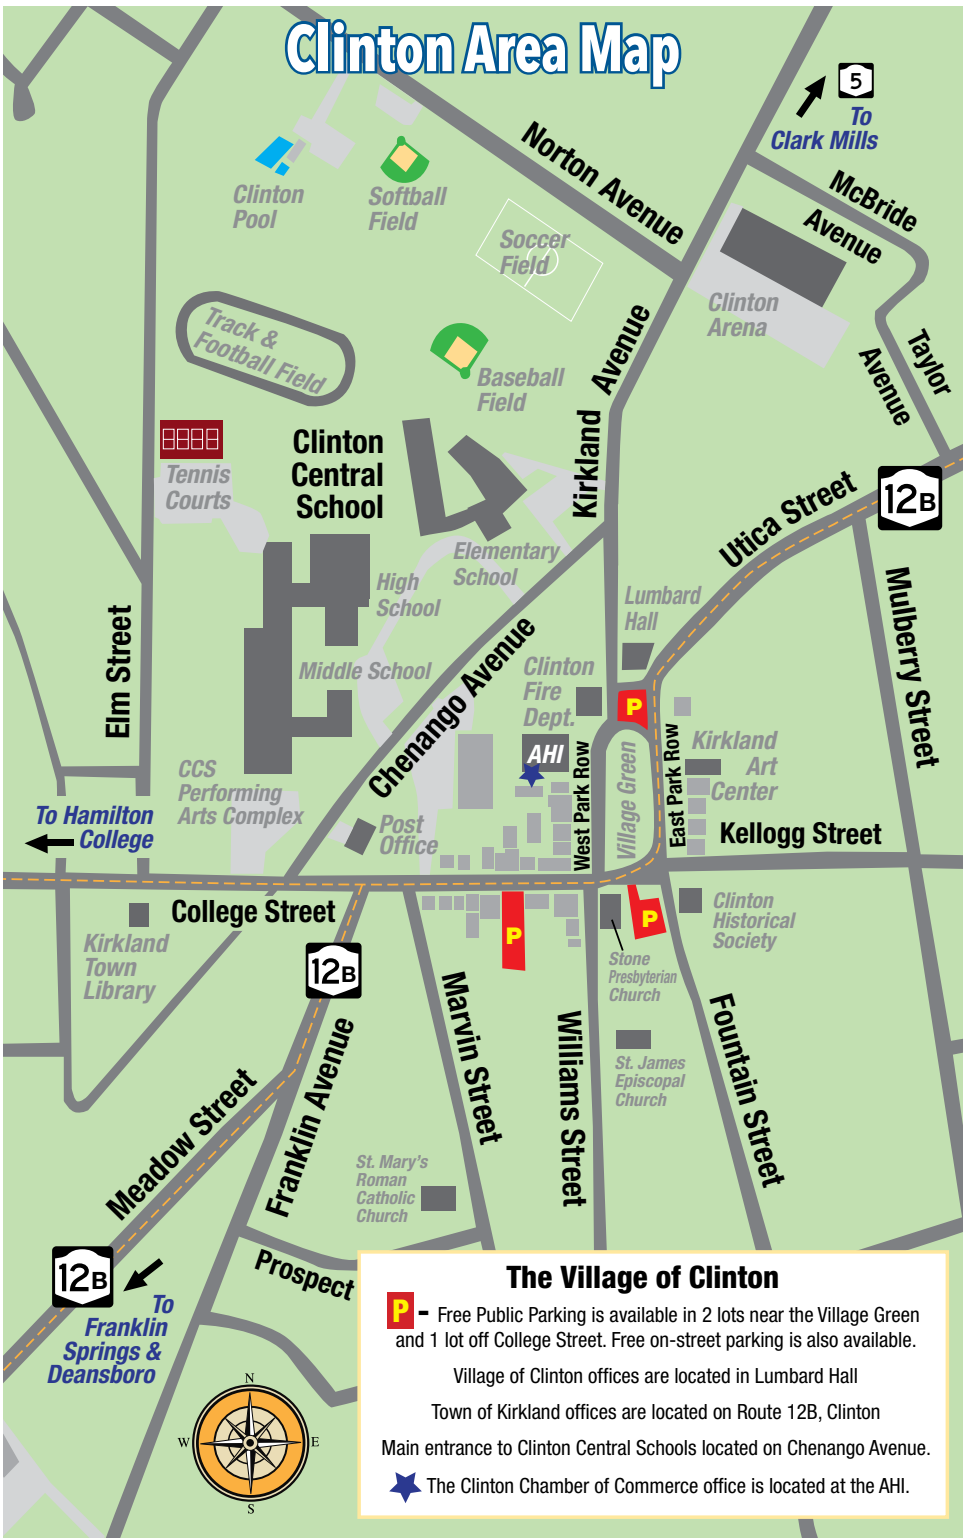 Clinton Area Map
5
To
Clark Mills
Norton Avenue
McBride
Avenue
Clinton
Pool
Softball
Field
Soccer
Field
Clinton
Arena
Track &
Football Field
Kirkland
Avenue
Taylor
Avenue
Baseball
Field
Clinton
Central
School
Tennis
Courts
Utica Street
12B
Elementary
School
High
School
Lumbard
Hall
Mulberry Street
Elm Street
Middle School
Chenango Avenue
Clinton
Fire
Dept.
P
AHI
West Park Row
Village Green
East Park Row
Kirkland
Art
Center
CCS
Performing
Arts Complex
To Hamilton
College
Post
Office
Kellogg Street
College Street
Kirkland
Town
Library
12B
P
P
Clinton
Historical
Society
Stone
Presbyterian
Church
Marvin Street
Williams Street
Fountain Street
St. James
Episcopal
Church
Meadow Street
Franklin Avenue
St. Mary's
Roman
Catholic
Church
12B
Prospect
To
Franklin
Springs &
Deansboro
N
W
E
S
The Village of Clinton
P - Free Public Parking is available in 2 lots near the Village Green
and 1 lot off College Street. Free on-street parking is also available.
Village of Clinton offices are located in Lumbard Hall
Town of Kirkland offices are located on Route 12B, Clinton
Main entrance to Clinton Central Schools located on Chenango Avenue.
The Clinton Chamber of Commerce office is located at the AHI.